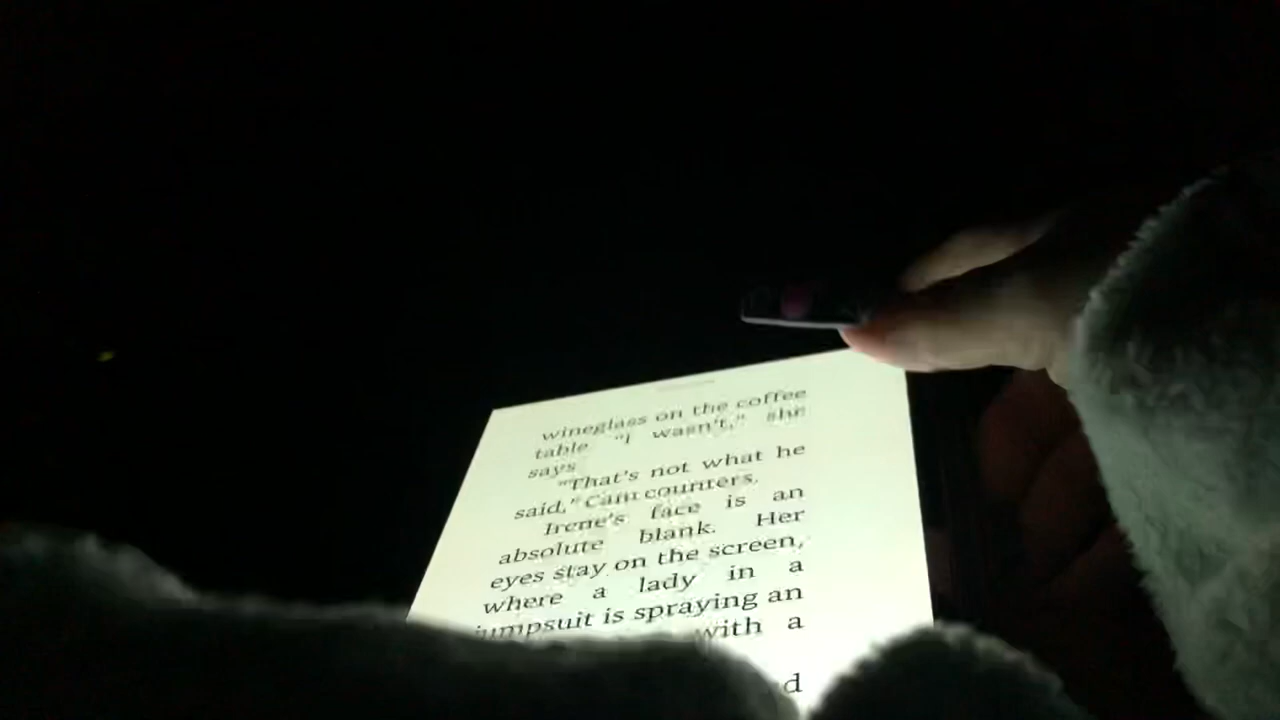 wineglass on the coffee
table "I wasn't," she
says
"That's not what he
said," Cam counters.
Irene's face is an
absolute blank. Her
eyes stay on the screen,
where a lady in a
jumpsuit is spraying an
with a